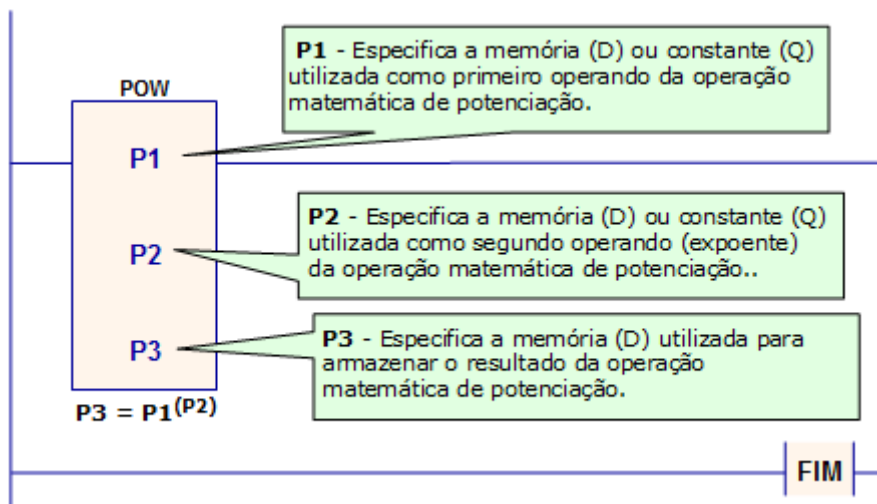 P1 - Especifica a memória (D) ou constante (Q)
utilizada como primeiro operando da operação
matemática de potenciação.
POW
P1
P2 - Especifica a memória (D) ou constante (Q)
utilizada como segundo operando (expoente)
da operação matemática de potenciação..
P2
P3 - Especifica a memória (D) utilizada para
armazenar o resultado da operação
matemática de potenciação.
P3
P3 = P1(P2)
FIM